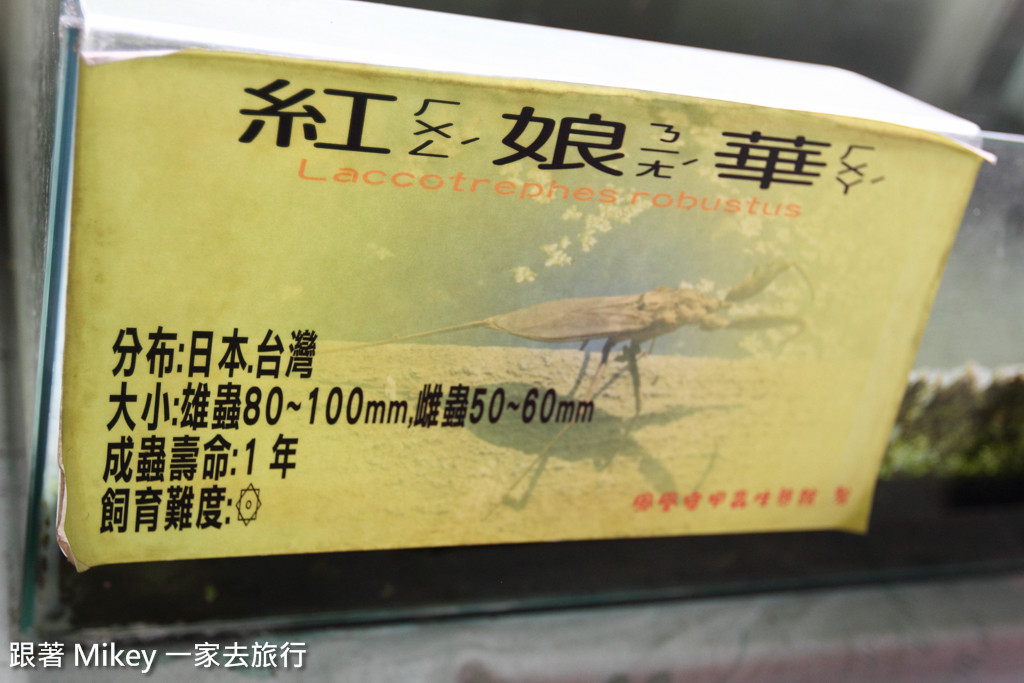 紅ㄏㄨㄥˊ娘ㄋㄧㄤˊ華ㄏㄨㄚˊ
Laccotrephes robustus
分布:日本.台灣
大小:雄蟲80~100mm,雌蟲50~60mm
成蟲壽命:1年
飼育難度:
製
跟著 Mikey 一家去旅行